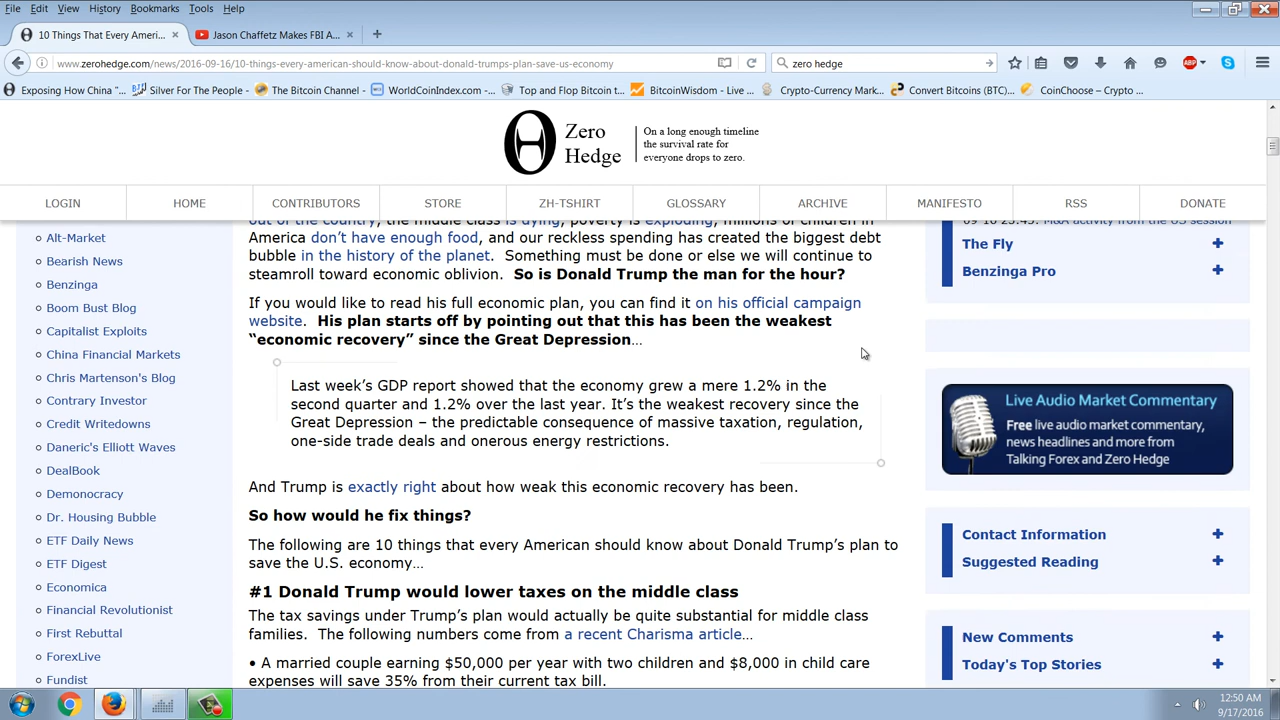 File Edit View History Bookmarks Tools Help
10 Things That Every Ameri... × Jason Chaffetz Makes FBI A... × +
www.zerohedge.com/news/2016-09-16/10-things-every-american-should-know-about-donald-trumps-plan-save-us-economy
zero hedge
ABP
Exposing How China “... Silver For The People - ... The Bitcoin Channel - ... WorldCoinIndex.com -... Top and Flop Bitcoin t... BitcoinWisdom - Live ... Crypto-Currency Mark... Convert Bitcoins (BTC)... CoinChoose – Crypto ...
Zero
Hedge
On a long enough timeline
the survival rate for
everyone drops to zero.
LOGIN HOME CONTRIBUTORS STORE ZH-TSHIRT GLOSSARY ARCHIVE MANIFESTO RSS DONATE
Alt-Market
Bearish News
Benzinga
Boom Bust Blog
Capitalist Exploits
China Financial Markets
Chris Martenson's Blog
Contrary Investor
Credit Writedowns
Daneric's Elliott Waves
DealBook
Demonocracy
Dr. Housing Bubble
ETF Daily News
ETF Digest
Economica
Financial Revolutionist
First Rebuttal
ForexLive
Fundist
out of the country, the middle class is dying, poverty is exploding, millions of children in
America don’t have enough food, and our reckless spending has created the biggest debt
bubble in the history of the planet. Something must be done or else we will continue to
steamroll toward economic oblivion. So is Donald Trump the man for the hour?
If you would like to read his full economic plan, you can find it on his official campaign
website. His plan starts off by pointing out that this has been the weakest
“economic recovery” since the Great Depression…
Last week’s GDP report showed that the economy grew a mere 1.2% in the
second quarter and 1.2% over the last year. It’s the weakest recovery since the
Great Depression – the predictable consequence of massive taxation, regulation,
one-side trade deals and onerous energy restrictions.
And Trump is exactly right about how weak this economic recovery has been.
So how would he fix things?
The following are 10 things that every American should know about Donald Trump’s plan to
save the U.S. economy…
#1 Donald Trump would lower taxes on the middle class
The tax savings under Trump’s plan would actually be quite substantial for middle class
families. The following numbers come from a recent Charisma article…
• A married couple earning $50,000 per year with two children and $8,000 in child care
expenses will save 35% from their current tax bill.
09-16 23:45: M&A activity from the US session
The Fly +
Benzinga Pro +
Live Audio Market Commentary
Free live audio market commentary,
news headlines and more from
Talking Forex and Zero Hedge
Contact Information +
Suggested Reading +
New Comments +
Today's Top Stories +
12:50 AM
9/17/2016